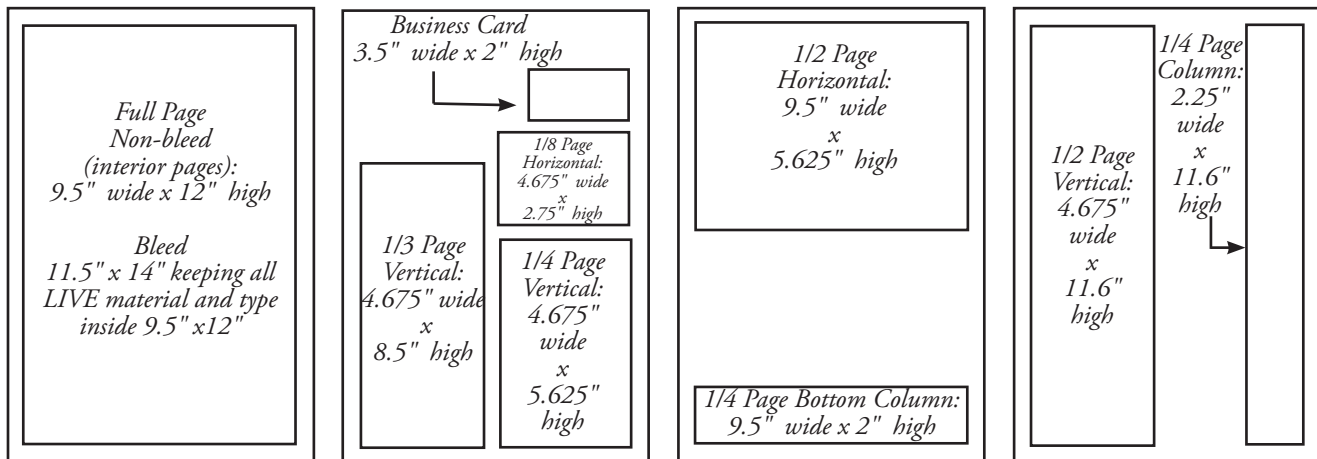 Full Page
Non-bleed
(interior pages):
9.5" wide x 12" high
Bleed
11.5" x 14" keeping all
LIVE material and type
inside 9.5" x12"
Business Card
3.5" wide x 2" high
1/8 Page
Horizontal:
4.675" wide
x
2.75" high
1/3 Page
Vertical:
4.675" wide
x
8.5" high
1/4 Page
Vertical:
4.675"
wide
x
5.625"
high
1/2 Page
Horizontal:
9.5" wide
x
5.625" high
1/4 Page Bottom Column:
9.5" wide x 2" high
1/2 Page
Vertical:
4.675"
wide
x
11.6"
high
1/4 Page
Column:
2.25"
wide
x
11.6"
high